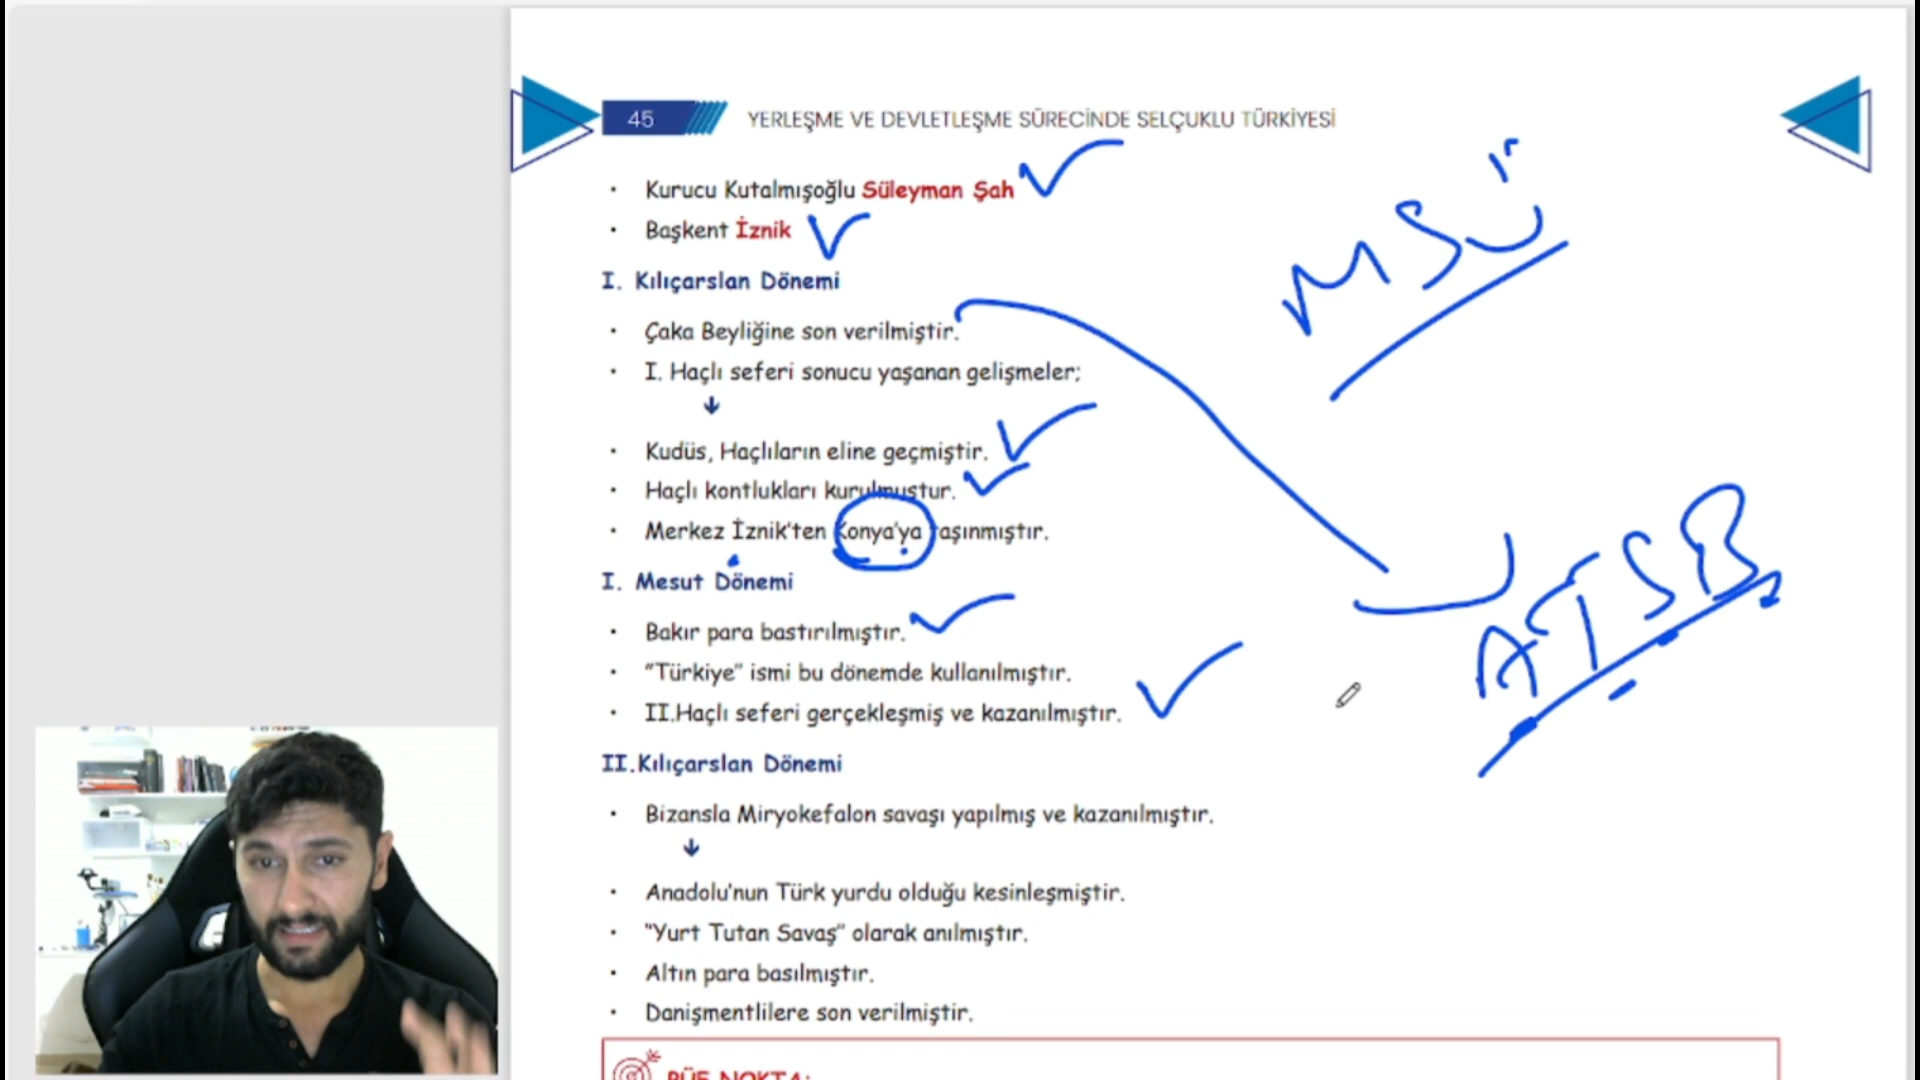 45 YERLEŞME VE DEVLETLEŞME SÜRECİNDE SELÇUKLU TÜRKİYESİ
• Kurucu Kutalmışoğlu Süleyman Şah
• Başkent İznik
MSÜ
I. Kılıçarslan Dönemi
• Çaka Beyliğine son verilmiştir.
• I. Haçlı seferi sonucu yaşanan gelişmeler;
• Kudüs, Haçlıların eline geçmiştir.
• Haçlı kontlukları kurulmuştur.
• Merkez İznik'ten Konya'ya taşınmıştır.
I. Mesut Dönemi
• Bakır para bastırılmıştır.
• "Türkiye" ismi bu dönemde kullanılmıştır.
• II.Haçlı seferi gerçekleşmiş ve kazanılmıştır.
II.Kılıçarslan Dönemi
• Bizansla Miryokefalon savaşı yapılmış ve kazanılmıştır.
• Anadolu'nun Türk yurdu olduğu kesinleşmiştir.
• "Yurt Tutan Savaş" olarak anılmıştır.
• Altın para basılmıştır.
• Danişmentlilere son verilmiştir.
PÜF NOKTA: